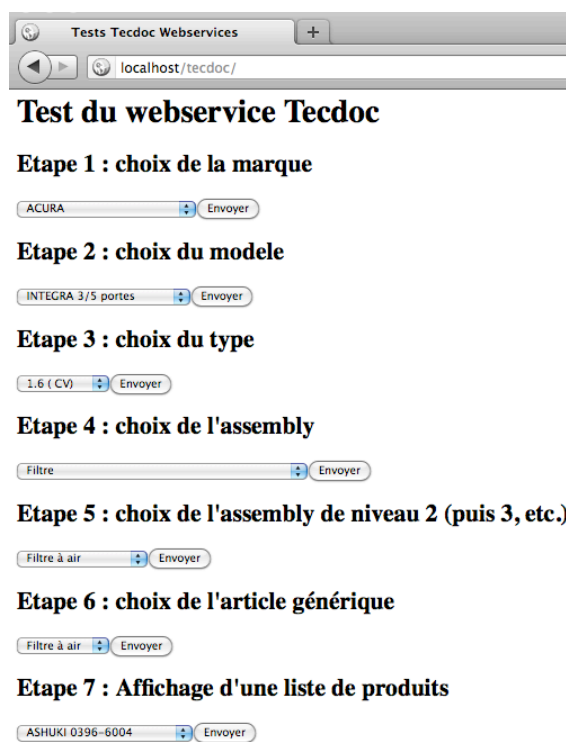 Tests Tecdoc Webservices
localhost/tecdoc/
Test du webservice Tecdoc
Etape 1 : choix de la marque
ACURA Envoyer
Etape 2 : choix du modele
INTEGRA 3/5 portes Envoyer
Etape 3 : choix du type
1.6 ( CV) Envoyer
Etape 4 : choix de l'assembly
Filtre Envoyer
Etape 5 : choix de l'assembly de niveau 2 (puis 3, etc.)
Filtre à air Envoyer
Etape 6 : choix de l'article générique
Filtre à air Envoyer
Etape 7 : Affichage d'une liste de produits
ASHUKI 0396-6004 Envoyer